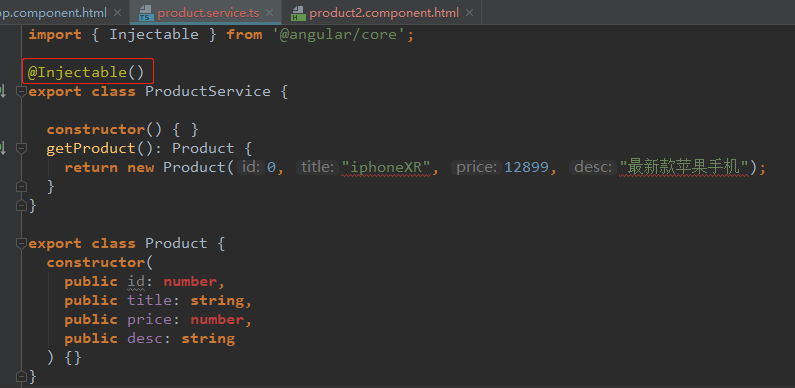 op.component.html × product.service.ts × product2.component.html ×
import { Injectable } from '@angular/core';
@Injectable()
export class ProductService {
constructor() { }
getProduct(): Product {
return new Product( id: 0, title: "iphoneXR", price: 12899, desc: "最新款苹果手机");
}
}
export class Product {
constructor(
public id: number,
public title: string,
public price: number,
public desc: string
) {}
}